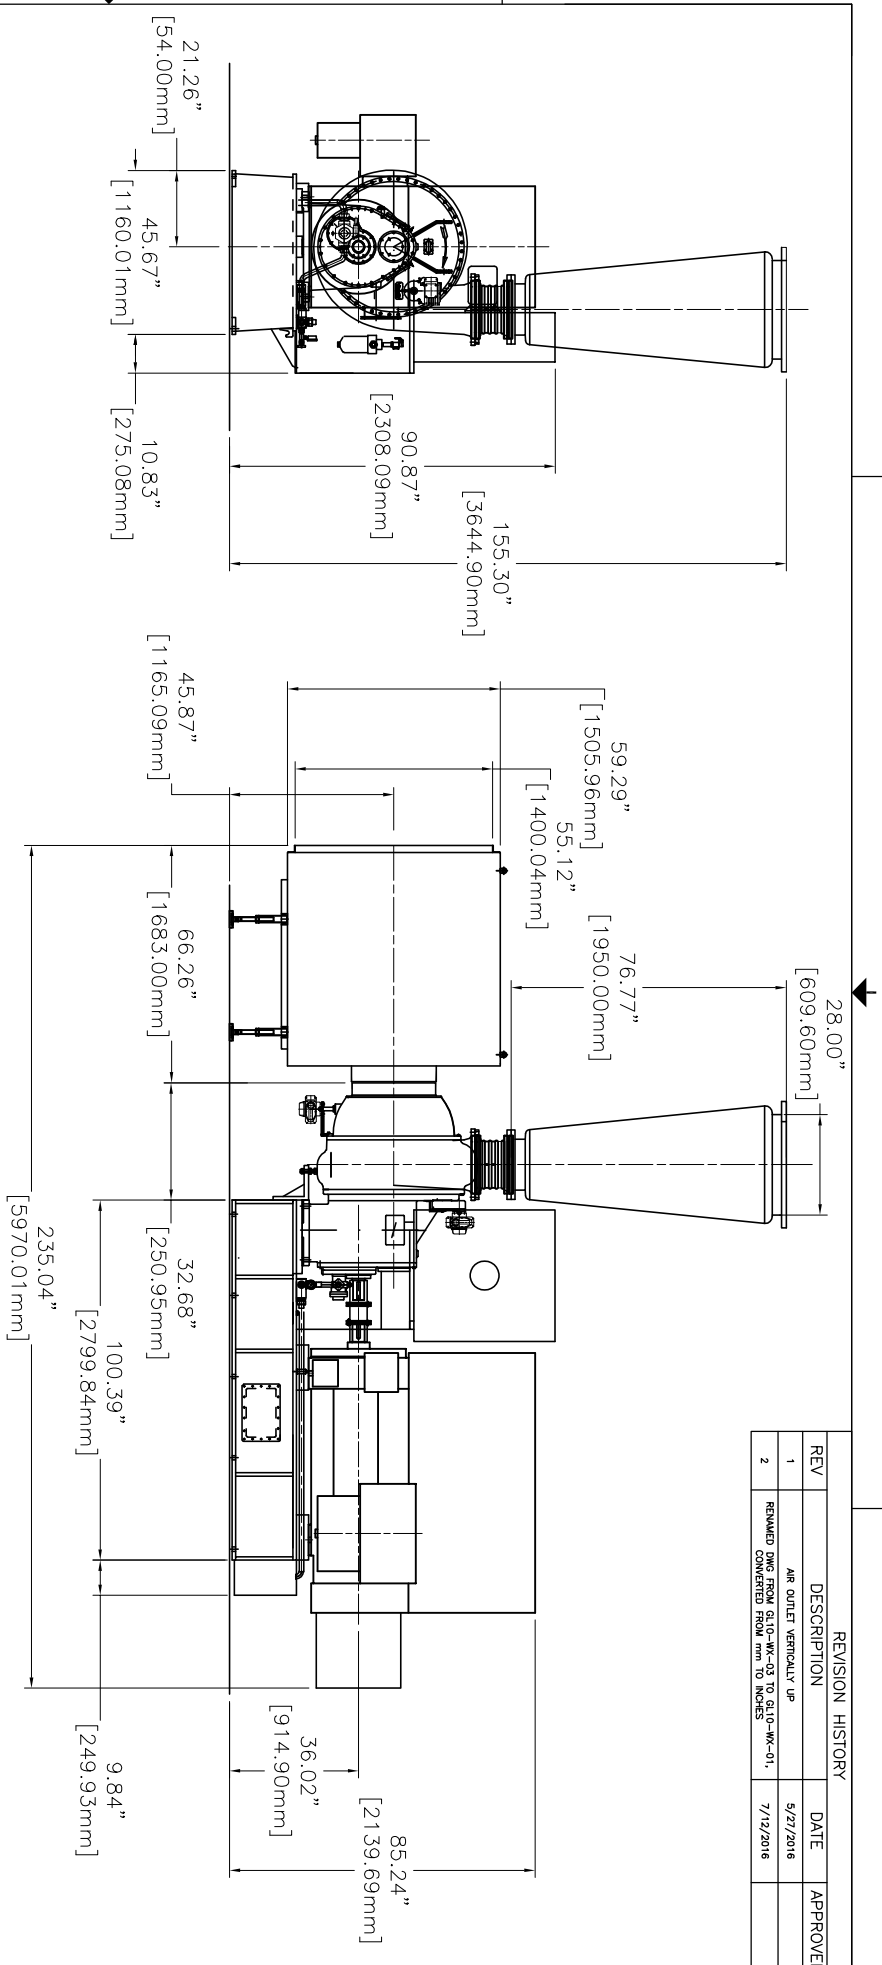 REVISION HISTORY
REV DESCRIPTION DATE APPROVE
1 AIR OUTLET VERTICALLY UP 5/27/2016
2 RENAMED DWG FROM GL10-WX-03 TO GL10-WX-01, 7/12/2016
CONVERTED FROM mm TO INCHES
21.26"
[54.00mm]
45.67"
[1160.01mm]
10.83"
[275.08mm]
90.87"
[2308.09mm]
155.30"
[3644.90mm]
28.00"
[609.60mm]
76.77"
[1950.00mm]
59.29"
[1505.96mm]
55.12"
[1400.04mm]
45.87"
[1165.09mm]
66.26"
[1683.00mm]
32.68"
[250.95mm]
100.39"
[2799.84mm]
235.04"
[5970.01mm]
9.84"
[249.93mm]
36.02"
[914.90mm]
85.24"
[2139.69mm]